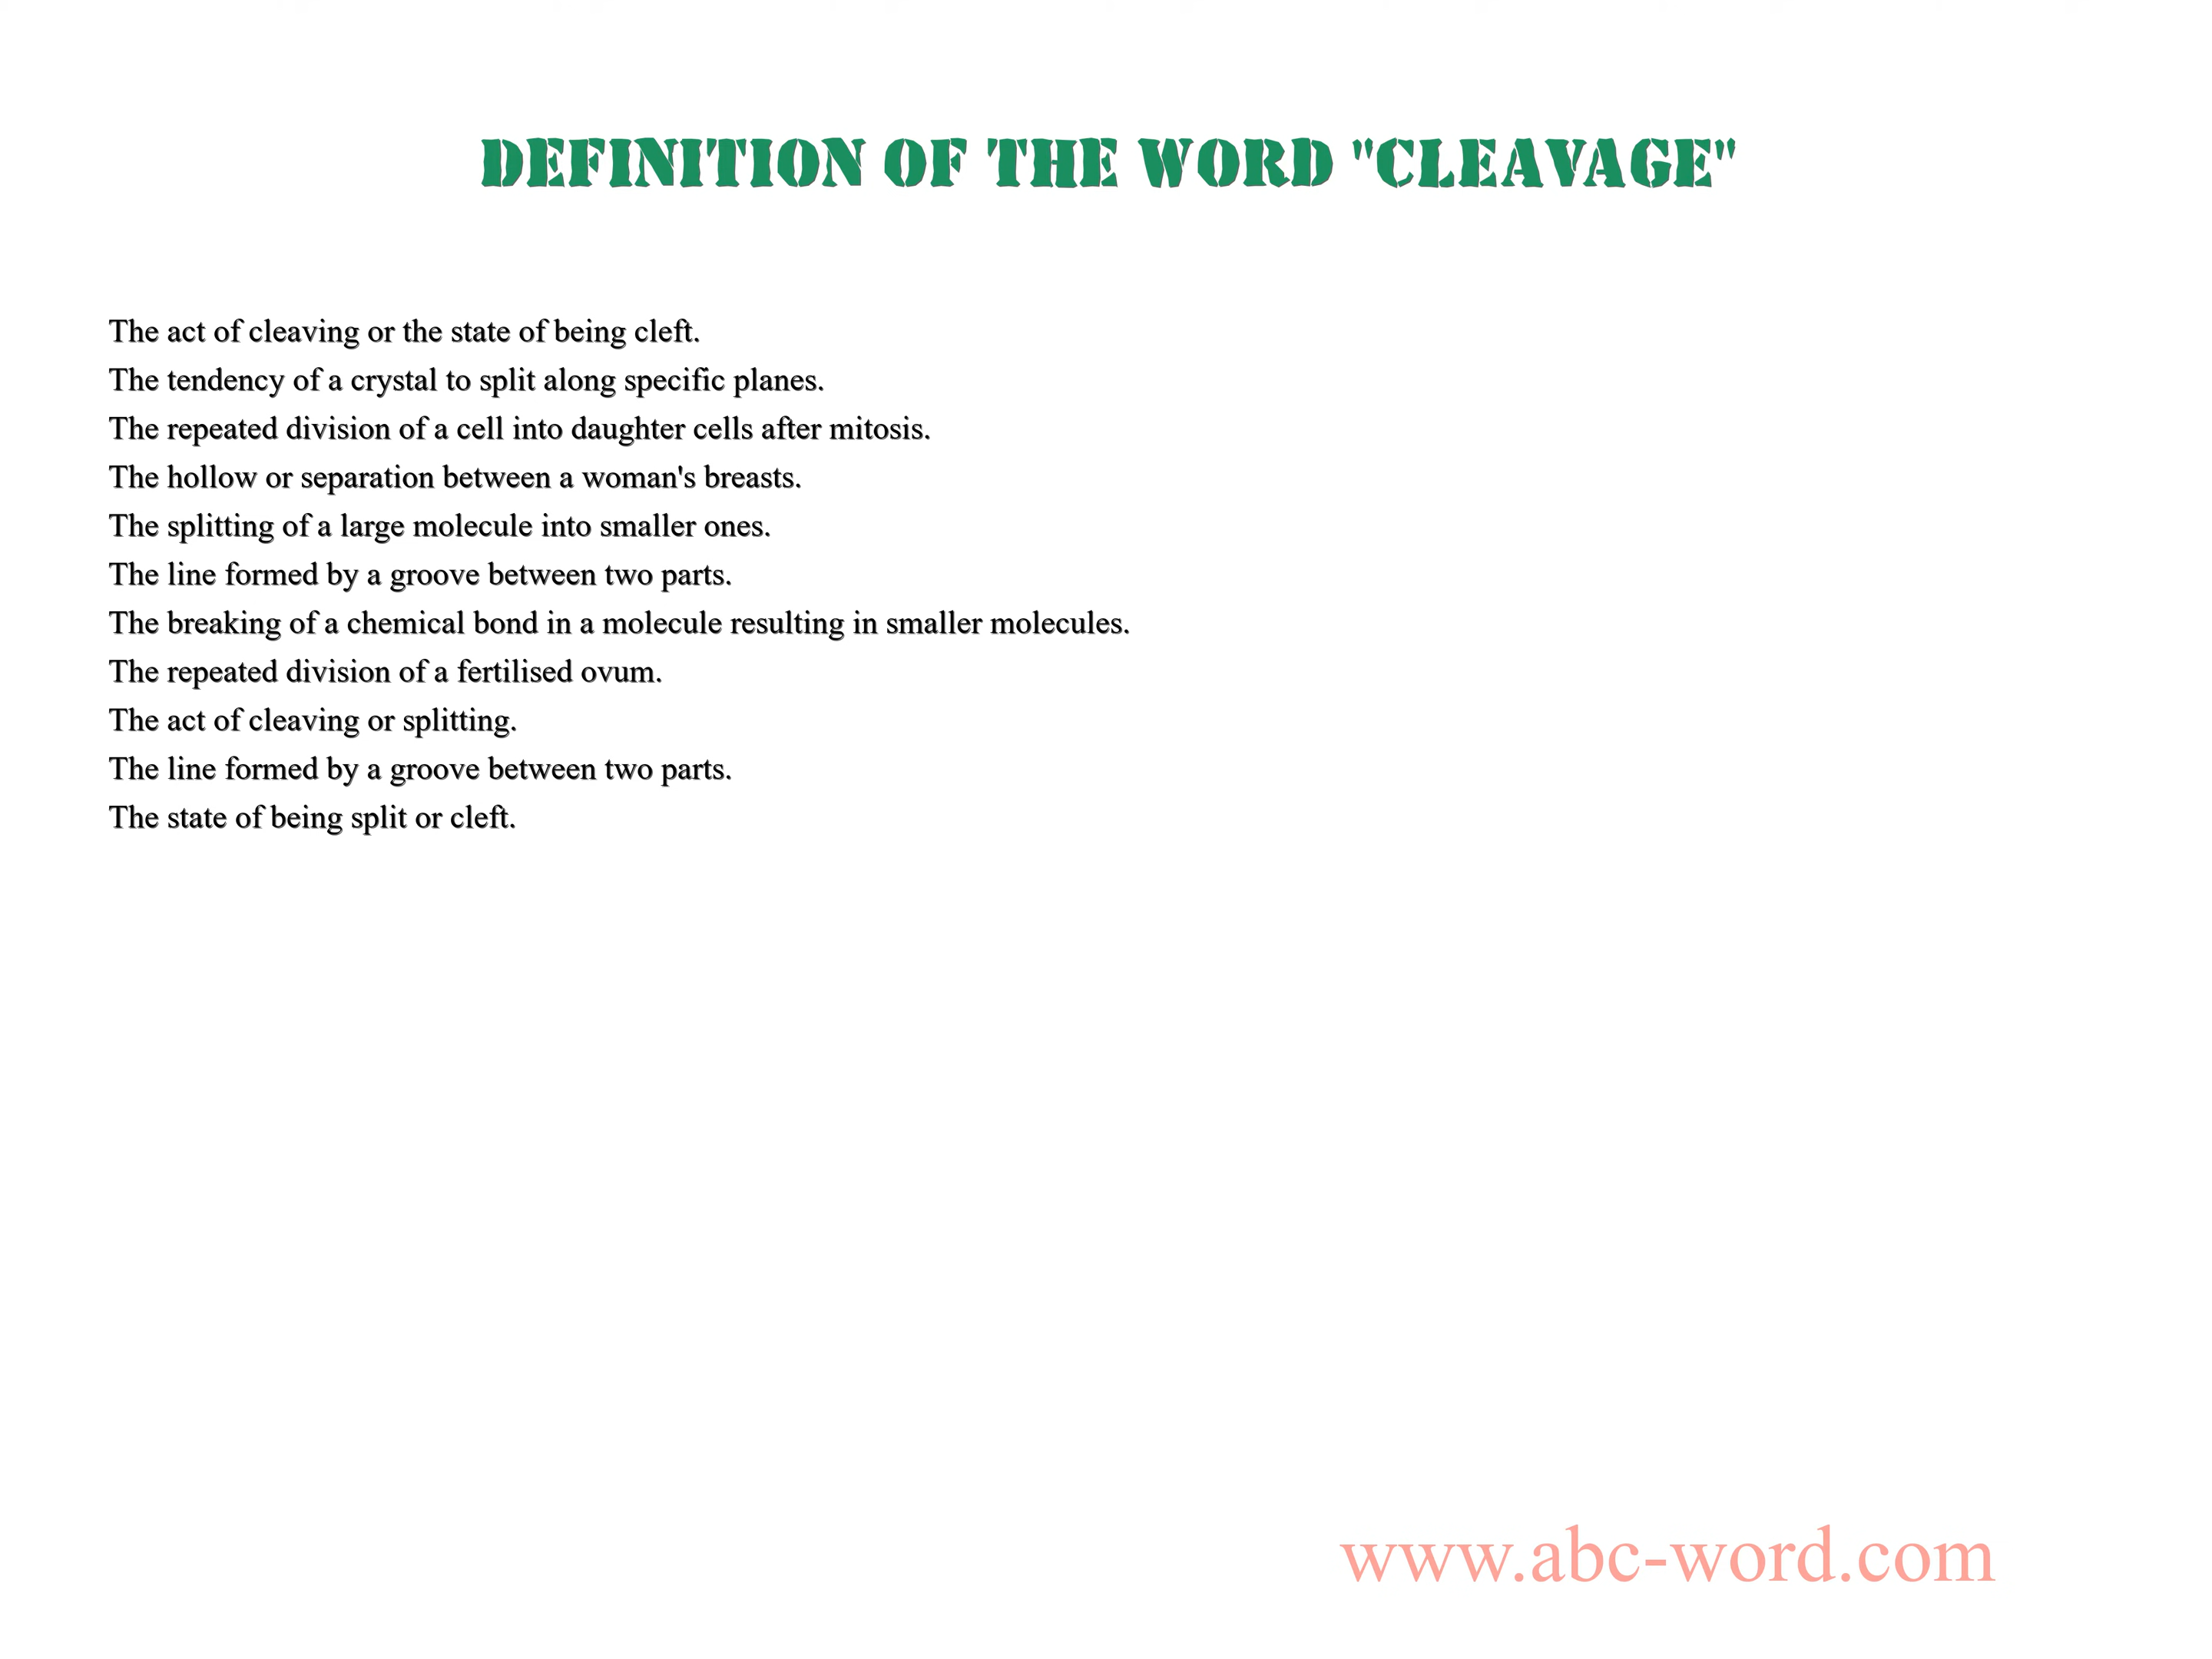 DEFINITION OF THE WORD "CLEAVAGE"
The act of cleaving or the state of being cleft.
The tendency of a crystal to split along specific planes.
The repeated division of a cell into daughter cells after mitosis.
The hollow or separation between a woman's breasts.
The splitting of a large molecule into smaller ones.
The line formed by a groove between two parts.
The breaking of a chemical bond in a molecule resulting in smaller molecules.
The repeated division of a fertilised ovum.
The act of cleaving or splitting.
The line formed by a groove between two parts.
The state of being split or cleft.
www.abc-word.com